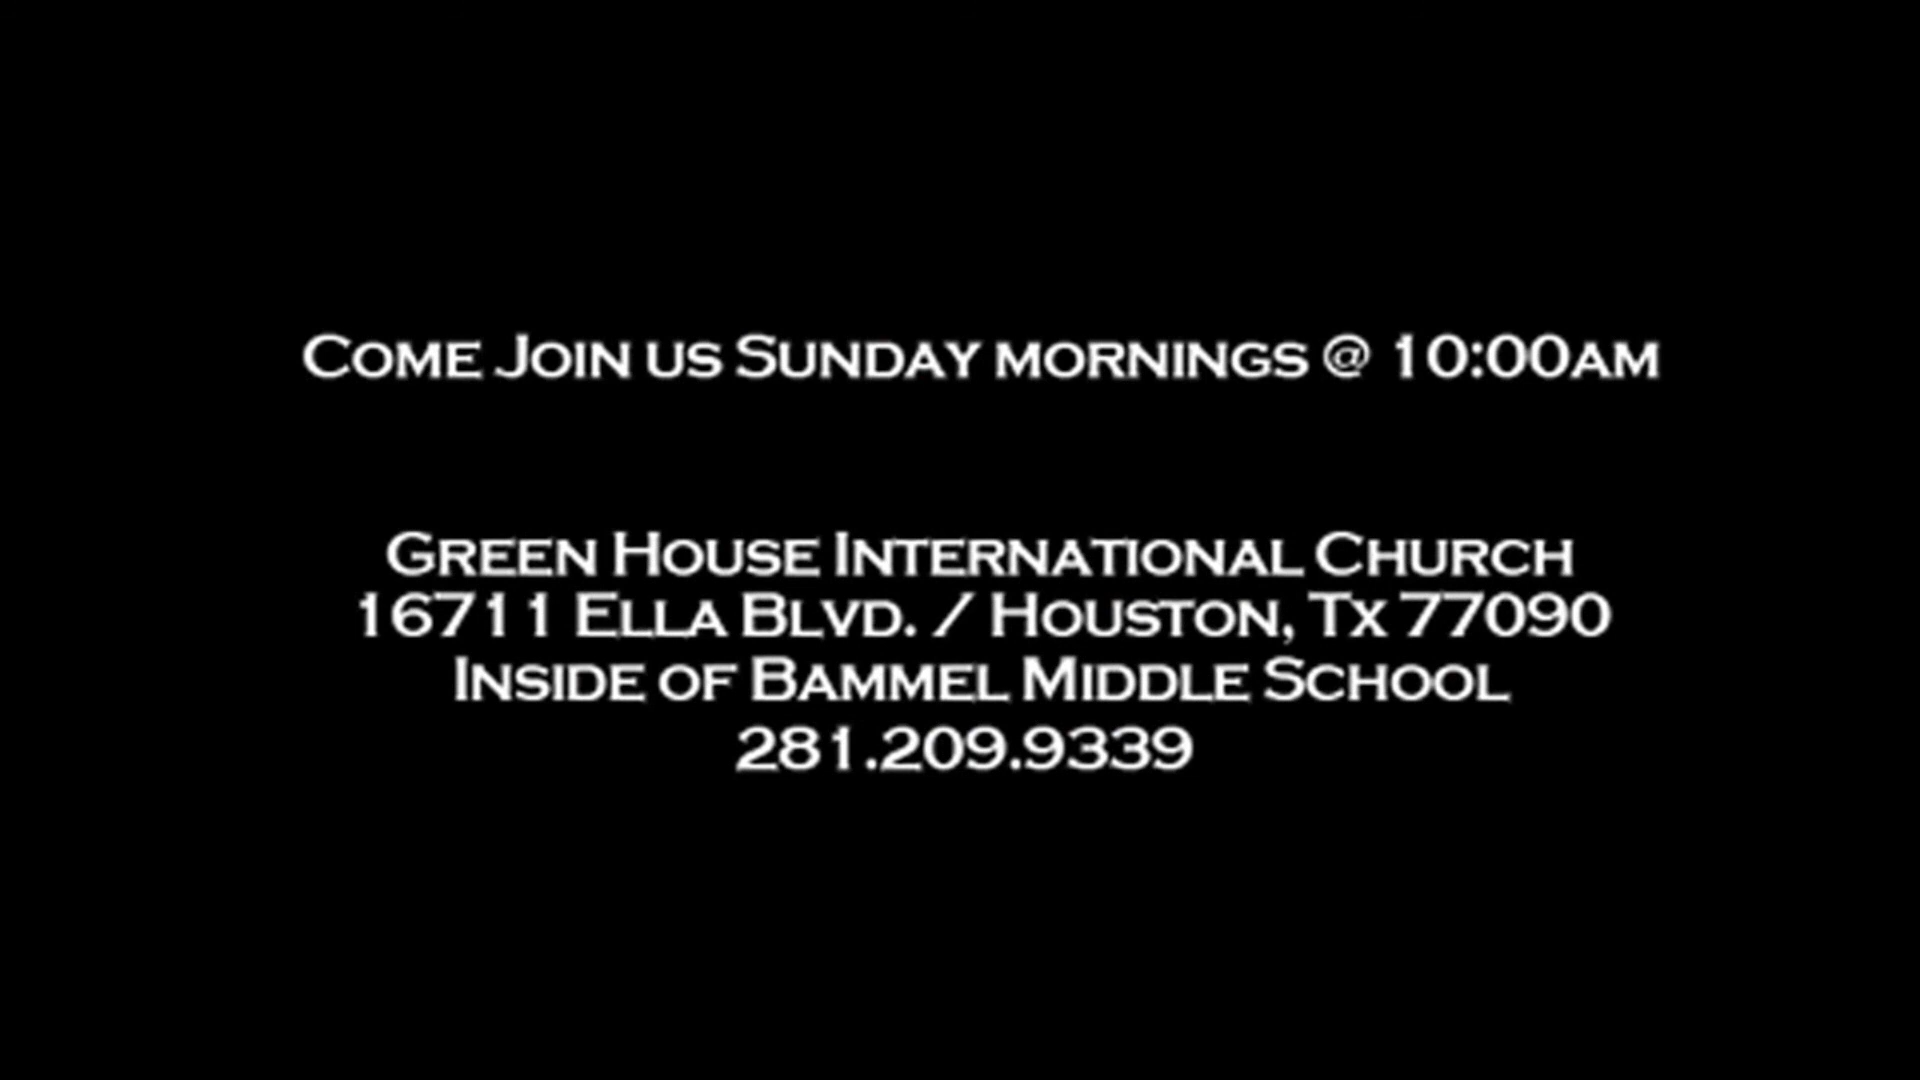 Come Join us Sunday mornings @ 10:00am
Green House International Church
16711 Ella Blvd. / Houston, Tx 77090
Inside of Bammel Middle School
281.209.9339